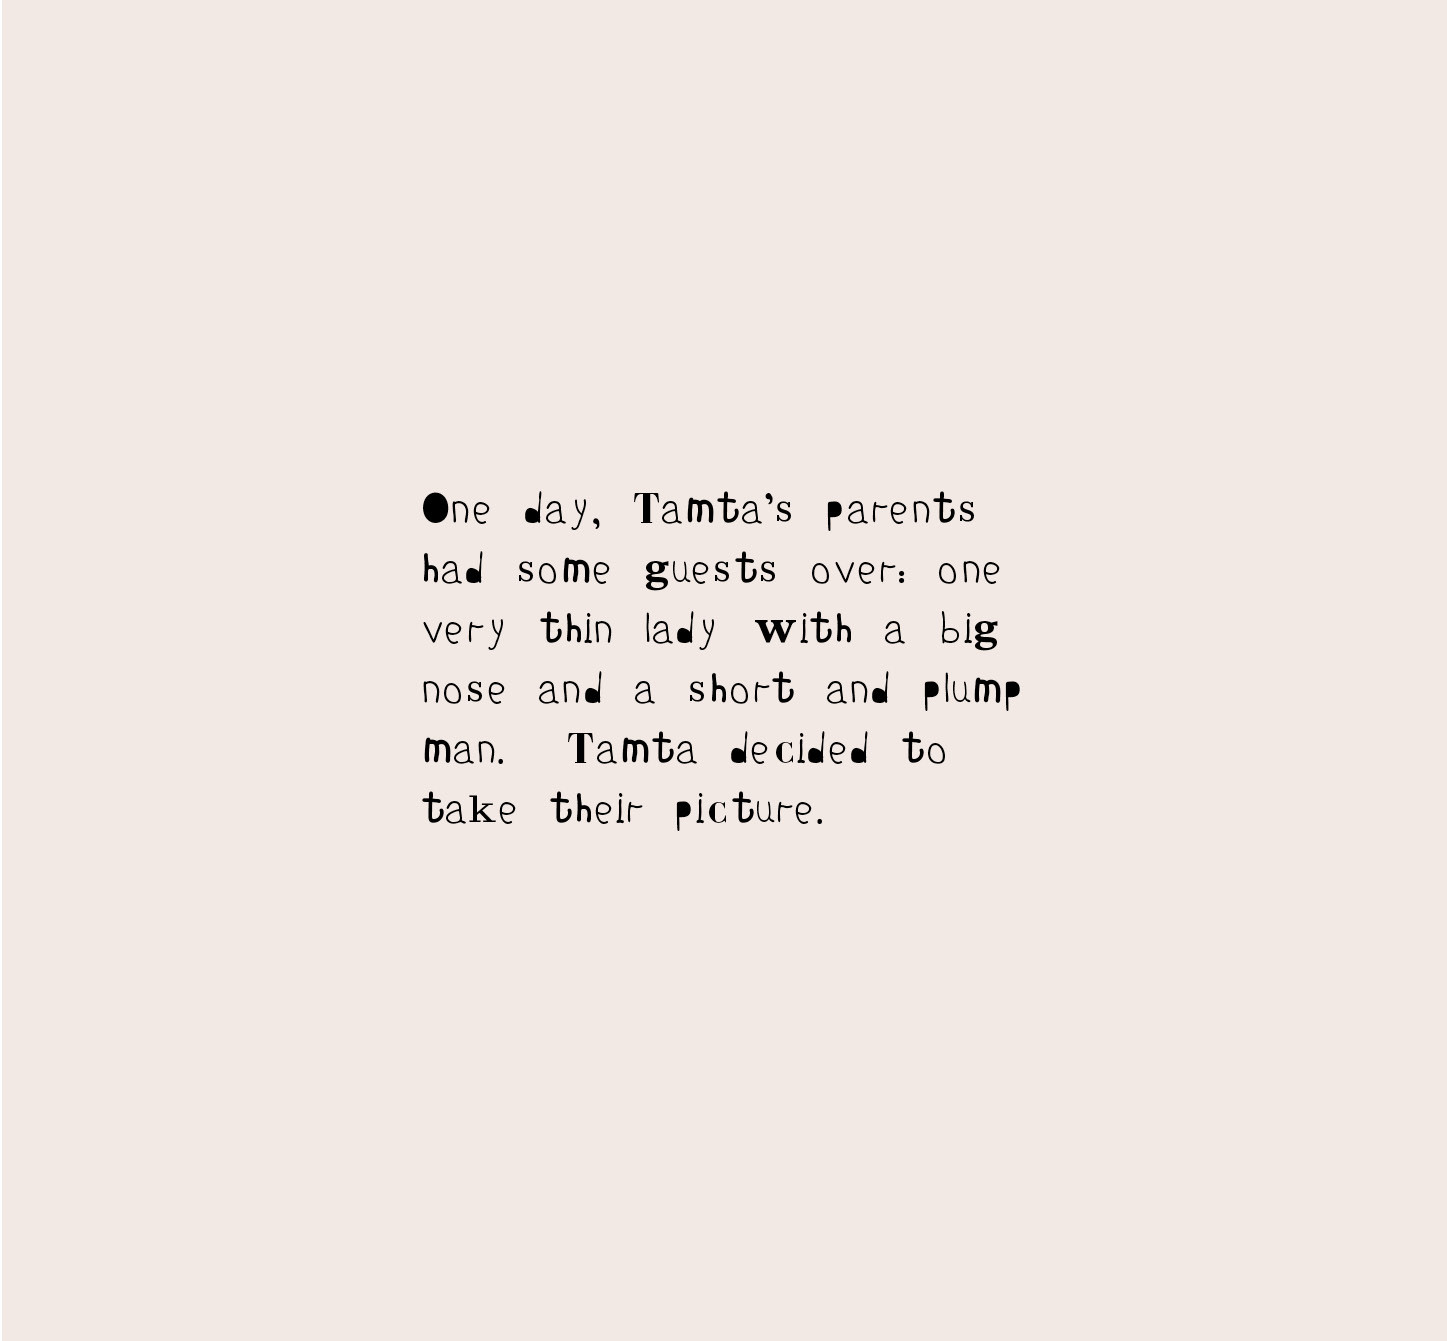 One day, Tamta’s parents
had some guests over: one
very thin lady with a big
nose and a short and plump
man. Tamta decided to
take their picture.